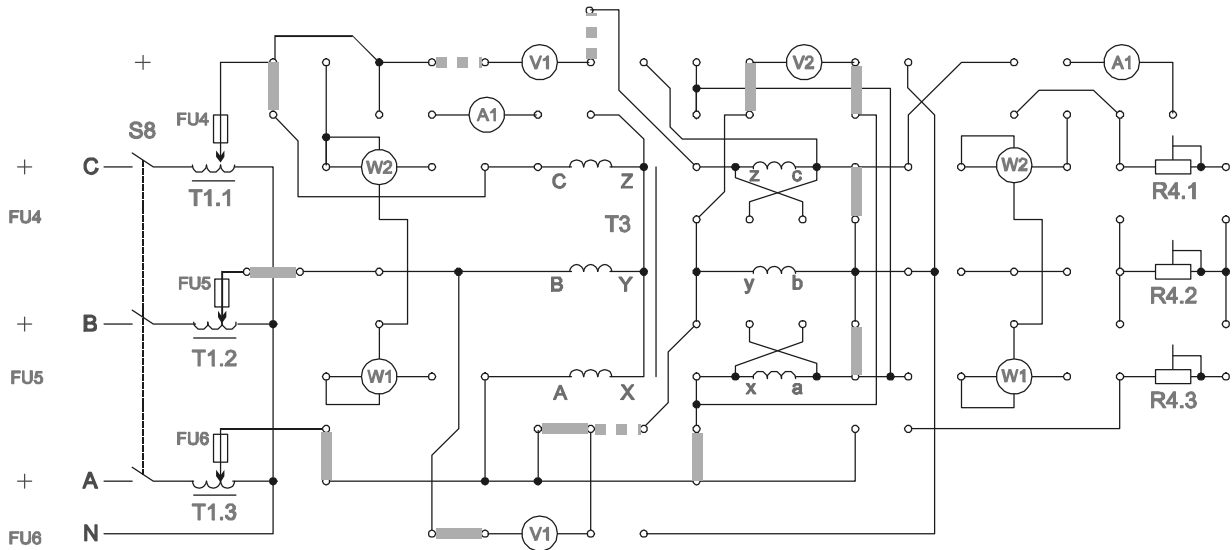 V1 V2 A1
FU4
A1
S8
C W2 C Z z c W2
T1.1 R4.1
FU4 T3
FU5 B Y y b
R4.2
B
T1.2
FU5 W1 A X x a W1
R4.3
FU6
A
T1.3
FU6 N V1